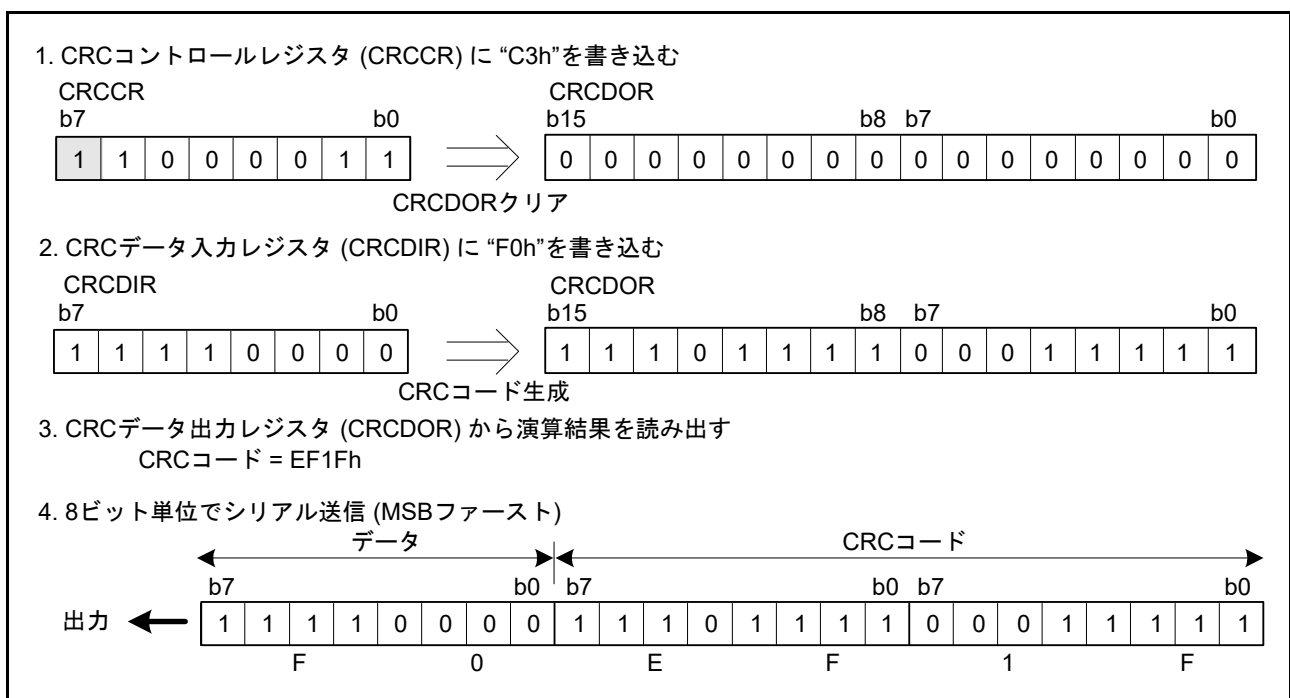 1. CRCコントロールレジスタ (CRCCR) に “C3h”を書き込む
CRCCR CRCDOR
b7 b0 b15 b8 b7 b0
1 1 0 0 0 0 1 1 0 0 0 0 0 0 0 0 0 0 0 0 0 0 0 0
CRCDORクリア
2. CRCデータ入力レジスタ (CRCDIR) に “F0h”を書き込む
CRCDIR CRCDOR
b7 b0 b15 b8 b7 b0
1 1 1 1 0 0 0 0 1 1 1 0 1 1 1 1 0 0 0 1 1 1 1 1
CRCコード生成
3. CRCデータ出力レジスタ (CRCDOR) から演算結果を読み出す
CRCコード = EF1Fh
4. 8ビット単位でシリアル送信 (MSBファースト)
データ CRCコード
b7 b0 b7 b0 b7 b0
出力 1 1 1 1 0 0 0 0 1 1 1 0 1 1 1 1 0 0 0 1 1 1 1 1
F 0 E F 1 F